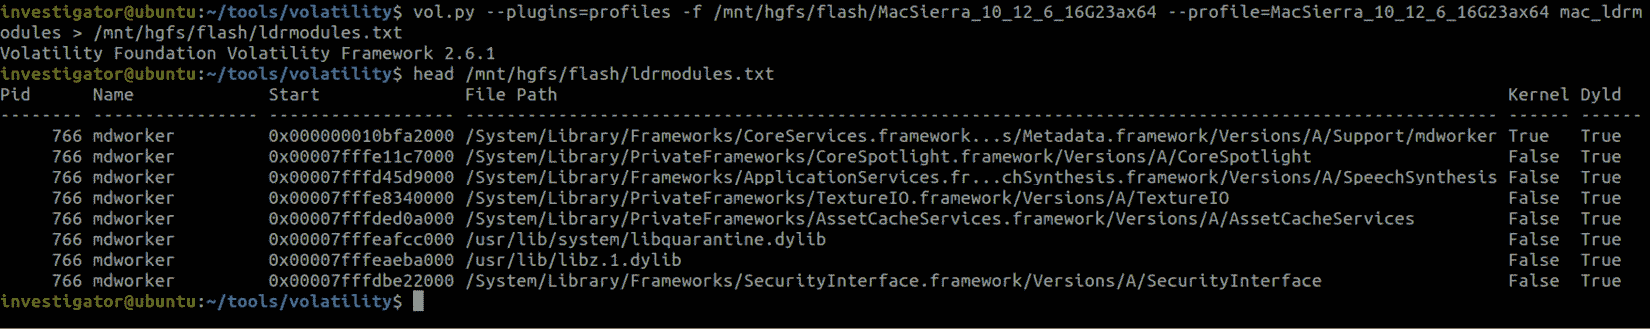 investigator@ubuntu:~/tools/volatility$ vol.py --plugins=profiles -f /mnt/hgfs/flash/MacSierra_10_12_6_16G23ax64 --profile=MacSierra_10_12_6_16G23ax64 mac_ldrm
odules > /mnt/hgfs/flash/ldrmodules.txt
Volatility Foundation Volatility Framework 2.6.1
investigator@ubuntu:~/tools/volatility$ head /mnt/hgfs/flash/ldrmodules.txt
Pid      Name             Start              File Path                                                                                            Kernel Dyld
-------- ---------------- ------------------ ---------------------------------------------------------------------------------------------------- ------ ------
     766 mdworker         0x000000010bfa2000 /System/Library/Frameworks/CoreServices.framework...s/Metadata.framework/Versions/A/Support/mdworker True   True
     766 mdworker         0x00007fffe11c7000 /System/Library/PrivateFrameworks/CoreSpotlight.framework/Versions/A/CoreSpotlight                   False  True
     766 mdworker         0x00007fffd45d9000 /System/Library/Frameworks/ApplicationServices.fr...chSynthesis.framework/Versions/A/SpeechSynthesis False  True
     766 mdworker         0x00007fffe8340000 /System/Library/PrivateFrameworks/TextureIO.framework/Versions/A/TextureIO                           False  True
     766 mdworker         0x00007fffded0a000 /System/Library/PrivateFrameworks/AssetCacheServices.framework/Versions/A/AssetCacheServices         False  True
     766 mdworker         0x00007fffeafcc000 /usr/lib/system/libquarantine.dylib                                                                  False  True
     766 mdworker         0x00007fffeaeba000 /usr/lib/libz.1.dylib                                                                                False  True
     766 mdworker         0x00007fffdbe22000 /System/Library/Frameworks/SecurityInterface.framework/Versions/A/SecurityInterface                  False  True
investigator@ubuntu:~/tools/volatility$